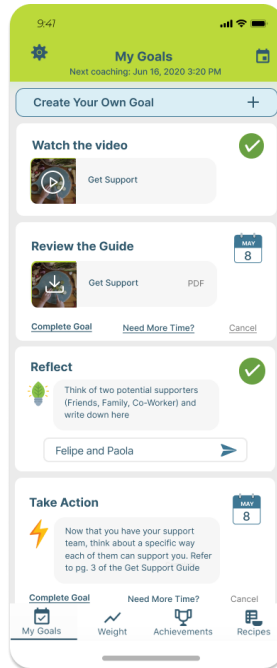 9:41
My Goals
Next coaching: Jun 16, 2020 3:20 PM
Create Your Own Goal +
Watch the video
Get Support
Review the Guide
MAY
8
Get Support PDF
Complete Goal Need More Time? Cancel
Reflect
Think of two potential supporters
(Friends, Family, Co-Worker) and
write down here
Felipe and Paola
Take Action
MAY
8
Now that you have your support
team, think about a specific way
each of them can support you. Refer
to pg. 3 of the Get Support Guide
Complete Goal Need More Time? Cancel
My Goals Weight Achievements Recipes